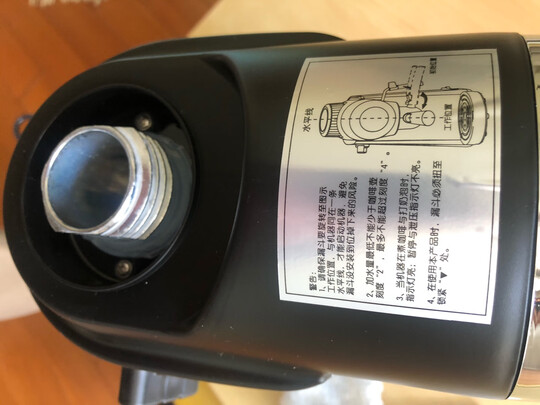 水平线
工作位置
警告：
1、请确保漏斗要旋转至图示
工作位置，与机器同在一条
水平线，才能启动机器，避免
漏斗没安装到位掉下来的风险。
2、加水量最低不能少于咖啡壶
刻度“2”，最多不能超过刻度“4”。
3、当机器在煮咖啡与打奶泡时，
指示灯亮；暂停与泄压指示灯不亮。
4、在使用本产品时，漏斗必须扭至
锁紧“▼”处。